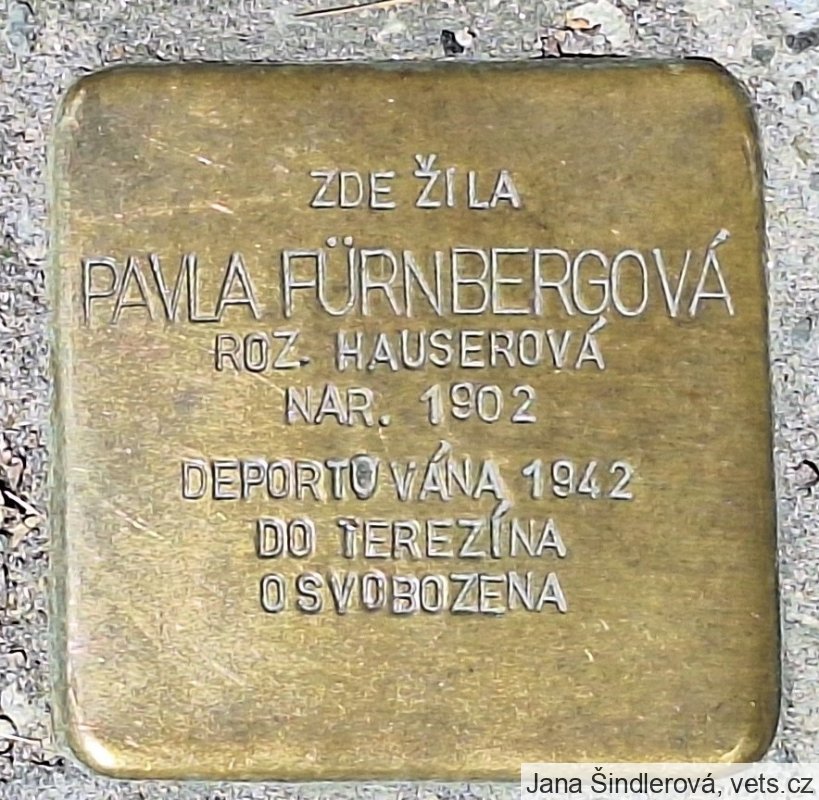 ZDE ŽILA
PAVLA FÜRNBERGOVÁ
ROZ. HAUSEROVÁ
NAR. 1902
DEPORTOVÁNA 1942
DO TEREZÍNA
OSVOBOZENA
Jana Šindlerová, vets.cz